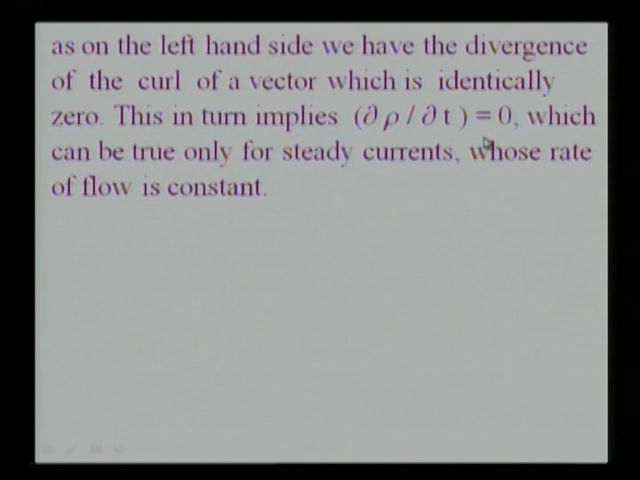 as on the left hand side we have the divergence
of the curl of a vector which is identically
zero. This in turn implies (∂ρ/∂t) = 0, which
can be true only for steady currents, whose rate
of flow is constant.